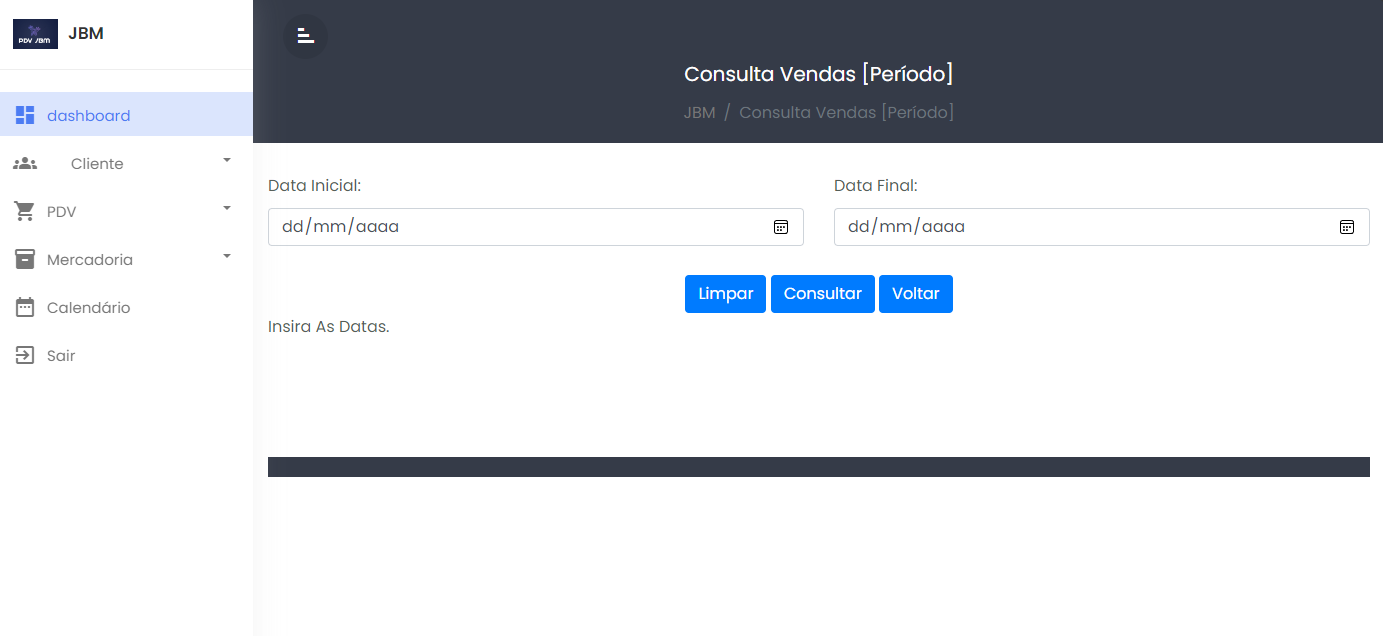 PDV JBM
JBM
dashboard
Cliente
PDV
Mercadoria
Calendário
Sair
Consulta Vendas [Período]
JBM / Consulta Vendas [Período]
Data Inicial:
dd/mm/aaaa
Data Final:
dd/mm/aaaa
Limpar Consultar Voltar
Insira As Datas.